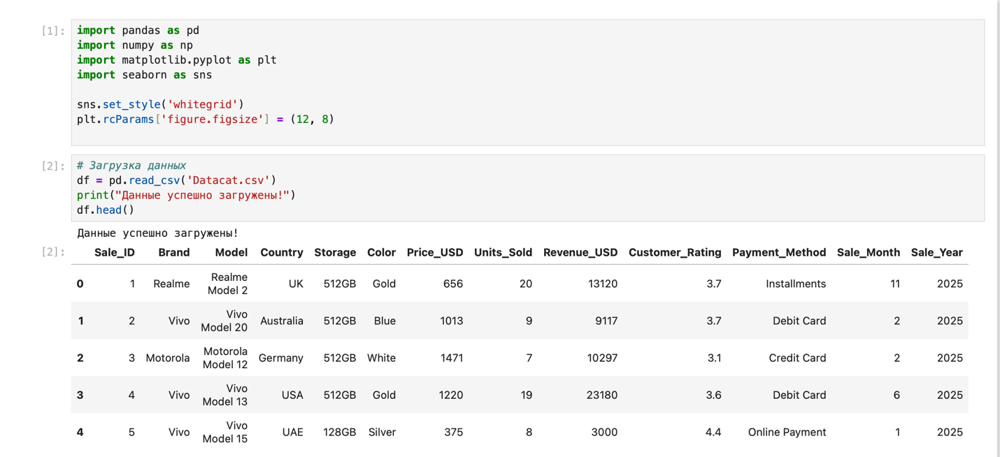 [1]: import pandas as pd
import numpy as np
import matplotlib.pyplot as plt
import seaborn as sns
sns.set_style('whitegrid')
plt.rcParams['figure.figsize'] = (12, 8)
[2]: # Загрузка данных
df = pd.read_csv('Datacat.csv')
print("Данные успешно загружены!")
df.head()
Данные успешно загружены!
[2]: Sale_ID Brand Model Country Storage Color Price_USD Units_Sold Revenue_USD Customer_Rating Payment_Method Sale_Month Sale_Year
0 1 Realme Realme Model 2 UK 512GB Gold 656 20 13120 3.7 Installments 11 2025
1 2 Vivo Vivo Model 20 Australia 512GB Blue 1013 9 9117 3.7 Debit Card 2 2025
2 3 Motorola Motorola Model 12 Germany 512GB White 1471 7 10297 3.1 Credit Card 2 2025
3 4 Vivo Vivo Model 13 USA 512GB Gold 1220 19 23180 3.6 Debit Card 6 2025
4 5 Vivo Vivo Model 15 UAE 128GB Silver 375 8 3000 4.4 Online Payment 1 2025